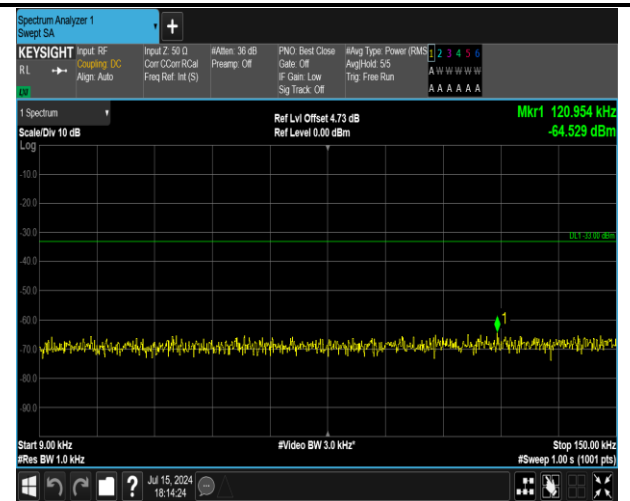 Spectrum Analyzer 1
Swept SA
+
KEYSIGHT Input: RF Input Z: 50 Ω #Atten: 36 dB PNO: Best Close #Avg Type: Power (RMS 1 2 3 4 5 6
RL Coupling: DC Corr CCorr RCal Preamp: Off Gate: Off Avg|Hold: 5/5 A W W W W W
Align: Auto Freq Ref: Int (S) IF Gain: Low Trig: Free Run
Sig Track: Off A A A A A A
1 Spectrum Ref Lvl Offset 4.73 dB Mkr1 120.954 kHz
Scale/Div 10 dB Ref Level 0.00 dBm -64.529 dBm
Log
-10.0
-20.0
-30.0
DL1 -33.00 dBm
-40.0
-50.0
-60.0
1
-70.0
-80.0
-90.0
Start 9.00 kHz #Video BW 3.0 kHz* Stop 150.00 kHz
#Res BW 1.0 kHz #Sweep 1.00 s (1001 pts)
? Jul 15, 2024
18:14:24